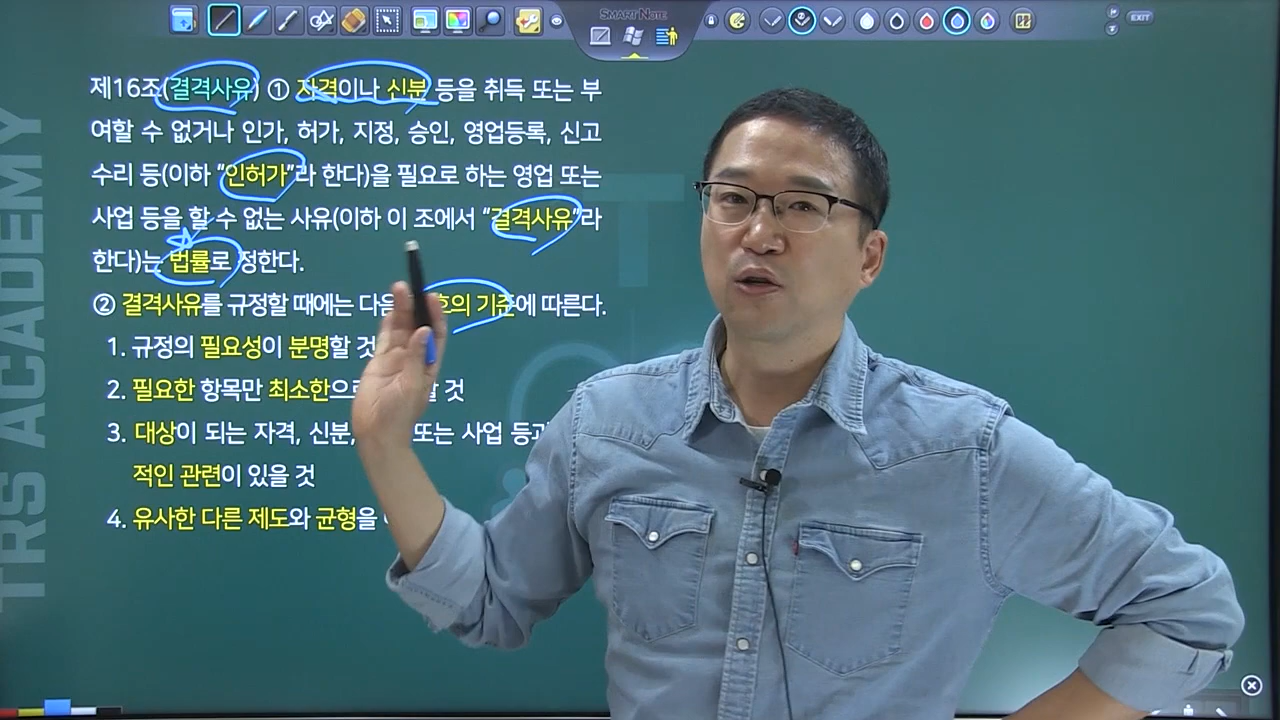 SMART NOTE
EXIT
TRS ACADEMY
제16조(결격사유) ① 자격이나 신분 등을 취득 또는 부
여할 수 없거나 인가, 허가, 지정, 승인, 영업등록, 신고
수리 등(이하 "인허가"라 한다)을 필요로 하는 영업 또는
사업 등을 할 수 없는 사유(이하 이 조에서 "결격사유"라
한다)는 법률로 정한다.
② 결격사유를 규정할 때에는 다음 호의 기준에 따른다.
1. 규정의 필요성이 분명할 것
2. 필요한 항목만 최소한으로 할 것
3. 대상이 되는 자격, 신분, 또는 사업 등과
적인 관련이 있을 것
4. 유사한 다른 제도와 균형을